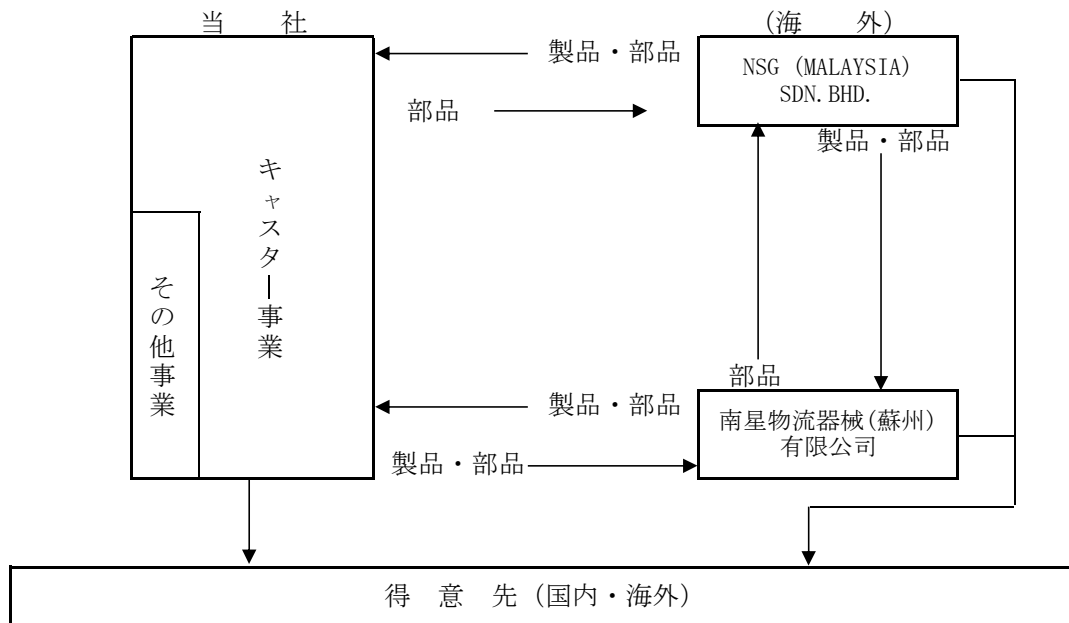 当 社
(海 外)
製品・部品
NSG (MALAYSIA)
SDN.BHD.
部品
製品・部品
キャスター事業
その他事業
部品
製品・部品
南星物流器械(蘇州)
有限公司
製品・部品
得 意 先 (国内・海外)